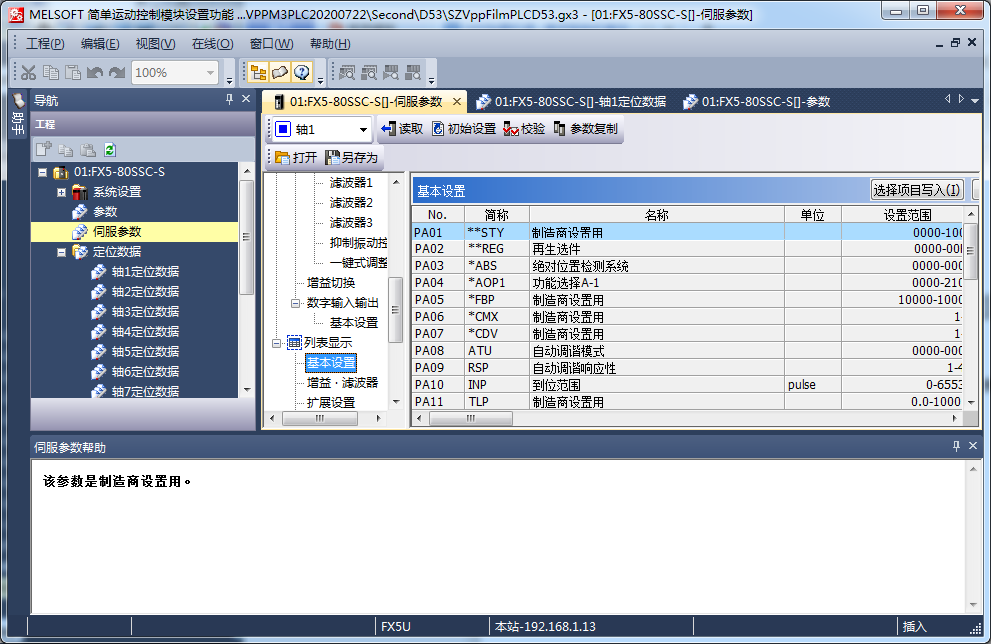 MELSOFT 简单运动控制模块设置功能 ...VPPM3PLC20200722\Second\D53\SZVppFilmPLCD53.gx3 - [01:FX5-80SSC-S[]-伺服参数]
工程(P) 编辑(E) 视图(V) 在线(O) 窗口(W) 帮助(H)
100%
助手
导航
工程
01:FX5-80SSC-S
系统设置
参数
伺服参数
定位数据
轴1定位数据
轴2定位数据
轴3定位数据
轴4定位数据
轴5定位数据
轴6定位数据
轴7定位数据
01:FX5-80SSC-S[]-伺服参数 01:FX5-80SSC-S[]-轴1定位数据 01:FX5-80SSC-S[]-参数
轴1 读取 初始设置 校验 参数复制
打开 另存为
滤波器1
滤波器2
滤波器3
抑制振动控
一键式调整
增益切换
数字输入输出
基本设置
列表显示
基本设置
增益·滤波器
扩展设置
基本设置 选择项目写入(I)
No. 简称 名称 单位 设置范围
PA01 **STY 制造商设置用 0000-100
PA02 **REG 再生选件 0000-00
PA03 *ABS 绝对位置检测系统 0000-000
PA04 *AOP1 功能选择A-1 0000-210
PA05 *FBP 制造商设置用 10000-1000
PA06 *CMX 制造商设置用 1-
PA07 *CDV 制造商设置用 1-
PA08 ATU 自动调谐模式 0000-000
PA09 RSP 自动调谐响应性 1-4
PA10 INP 到位范围 pulse 0-6553
PA11 TLP 制造商设置用 0.0-1000
伺服参数帮助
该参数是制造商设置用。
FX5U 本站-192.168.1.13 插入